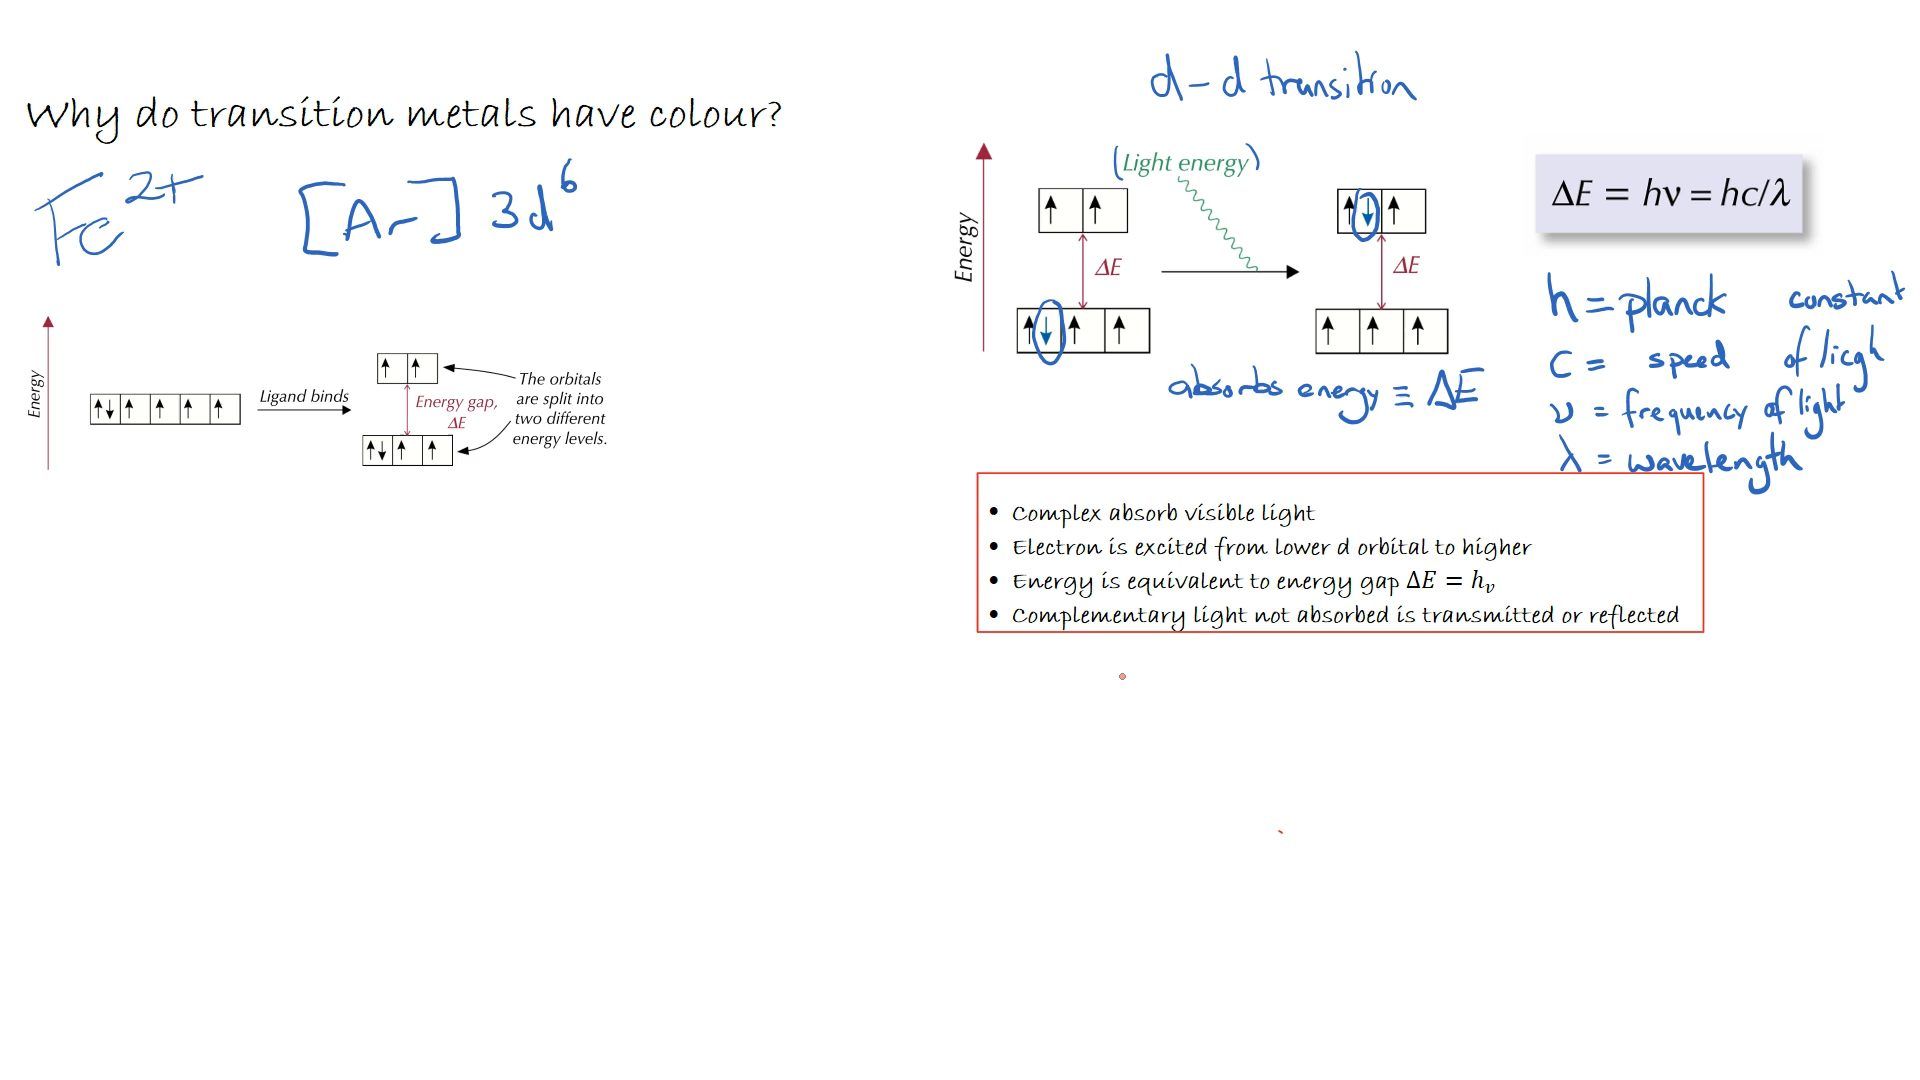 Why do transition metals have colour?
Fe²⁺ [Ar] 3d⁶
Energy
Ligand binds
Energy gap,
ΔE
The orbitals
are split into
two different
energy levels.
d-d transition
(Light energy)
Energy
ΔE
ΔE
absorbs energy ≡ ΔE
ΔE = hν = hc/λ
h = planck constant
c = speed of licgh
ν = frequency of light
λ = wavelength
• Complex absorb visible light
• Electron is excited from lower d orbital to higher
• Energy is equivalent to energy gap ΔE = hᵥ
• Complementary light not absorbed is transmitted or reflected